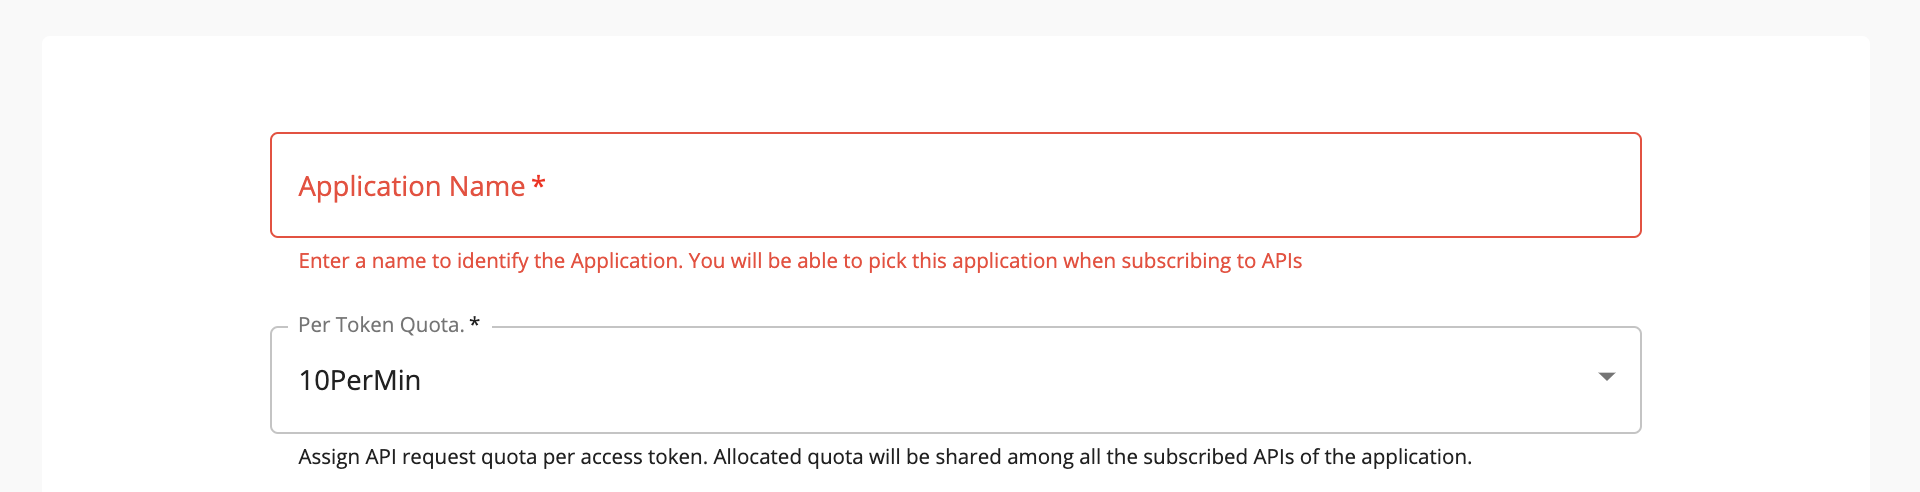 Application Name *
Enter a name to identify the Application. You will be able to pick this application when subscribing to APIs
Per Token Quota. *
10PerMin
Assign API request quota per access token. Allocated quota will be shared among all the subscribed APIs of the application.